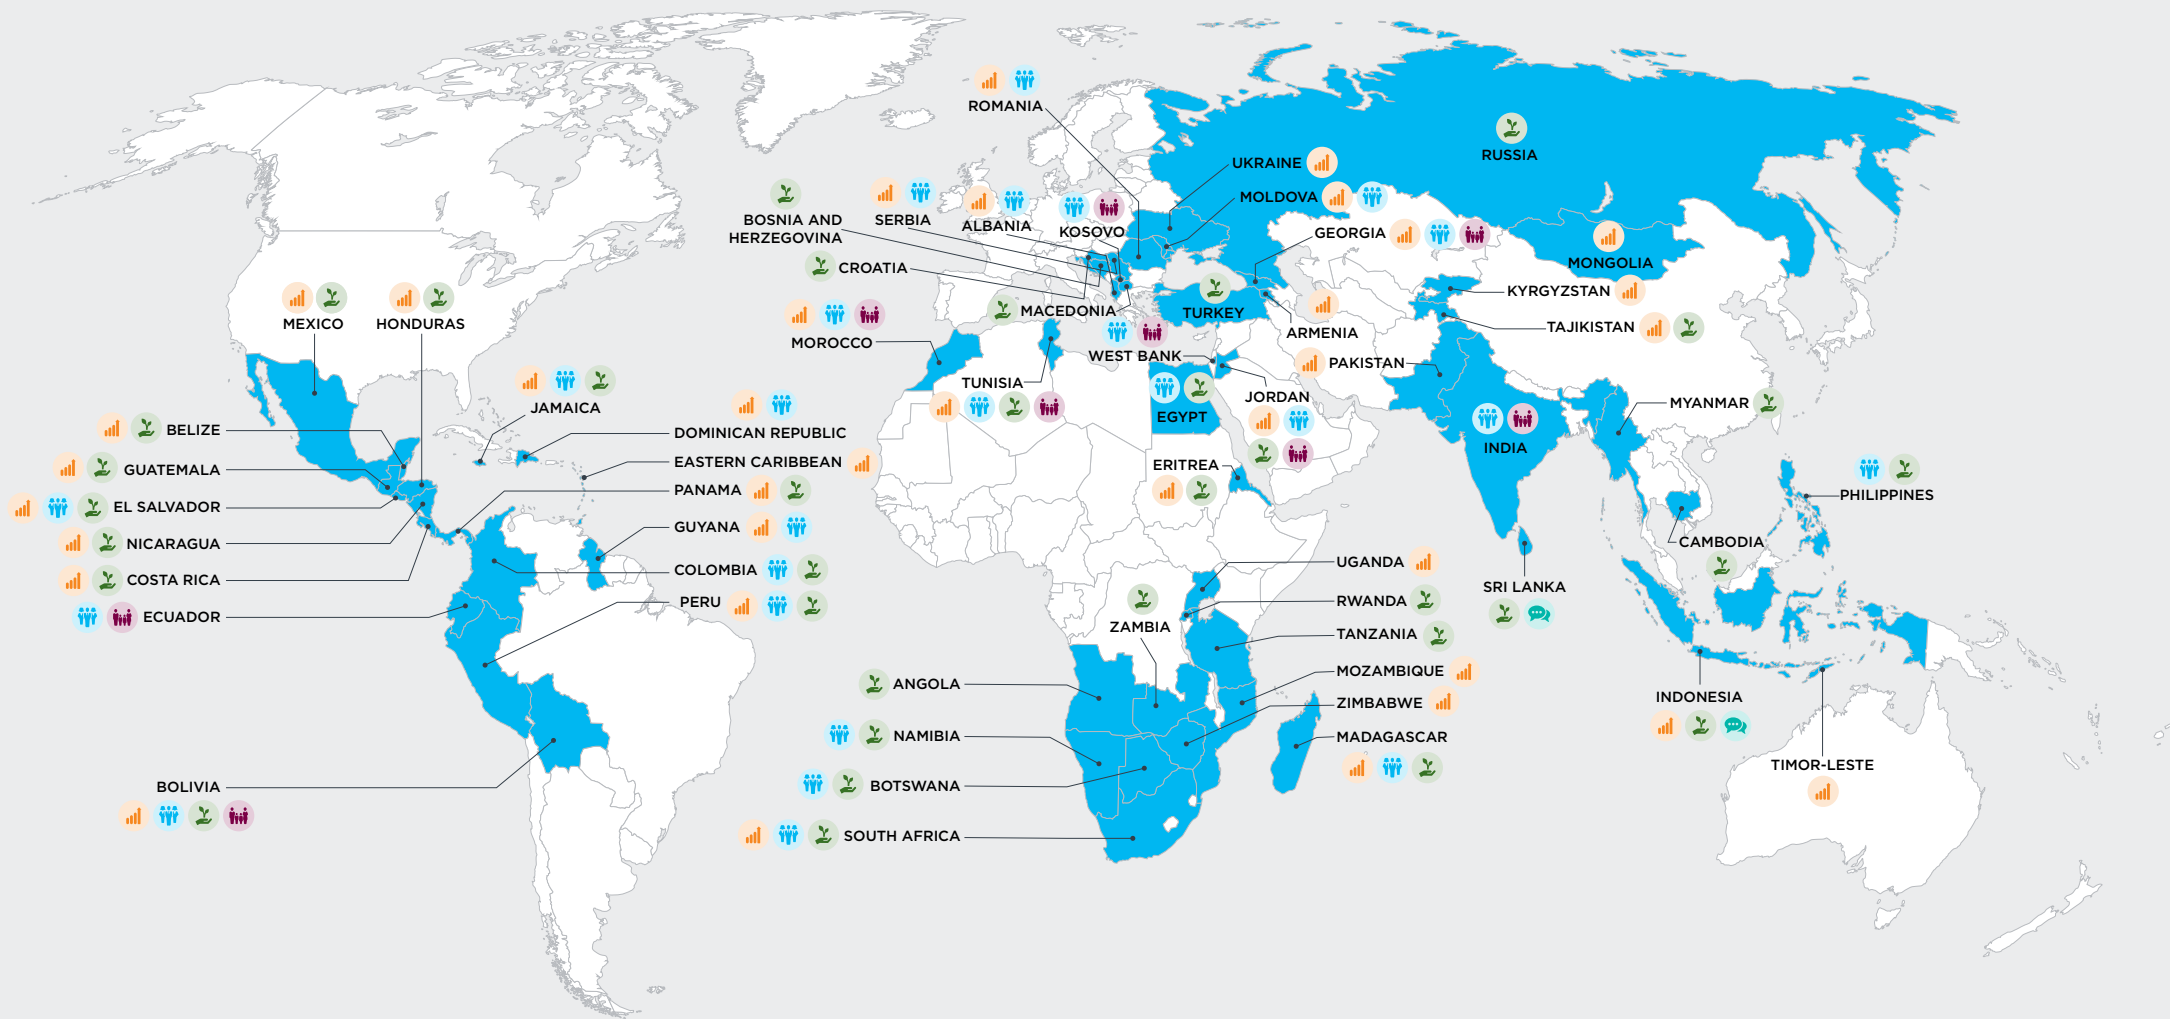 ROMANIA
RUSSIA
UKRAINE
MOLDOVA
BOSNIA AND
HERZEGOVINA
SERBIA
ALBANIA
KOSOVO
GEORGIA
MONGOLIA
CROATIA
KYRGYZSTAN
MEXICO
HONDURAS
MACEDONIA
TURKEY
ARMENIA
TAJIKISTAN
MOROCCO
WEST BANK
PAKISTAN
TUNISIA
JORDAN
JAMAICA
EGYPT
MYANMAR
BELIZE
DOMINICAN REPUBLIC
INDIA
GUATEMALA
EASTERN CARIBBEAN
ERITREA
PANAMA
PHILIPPINES
EL SALVADOR
GUYANA
NICARAGUA
CAMBODIA
COSTA RICA
COLOMBIA
UGANDA
SRI LANKA
ECUADOR
PERU
RWANDA
ZAMBIA
TANZANIA
MOZAMBIQUE
ANGOLA
ZIMBABWE
INDONESIA
NAMIBIA
MADAGASCAR
TIMOR-LESTE
BOLIVIA
BOTSWANA
SOUTH AFRICA